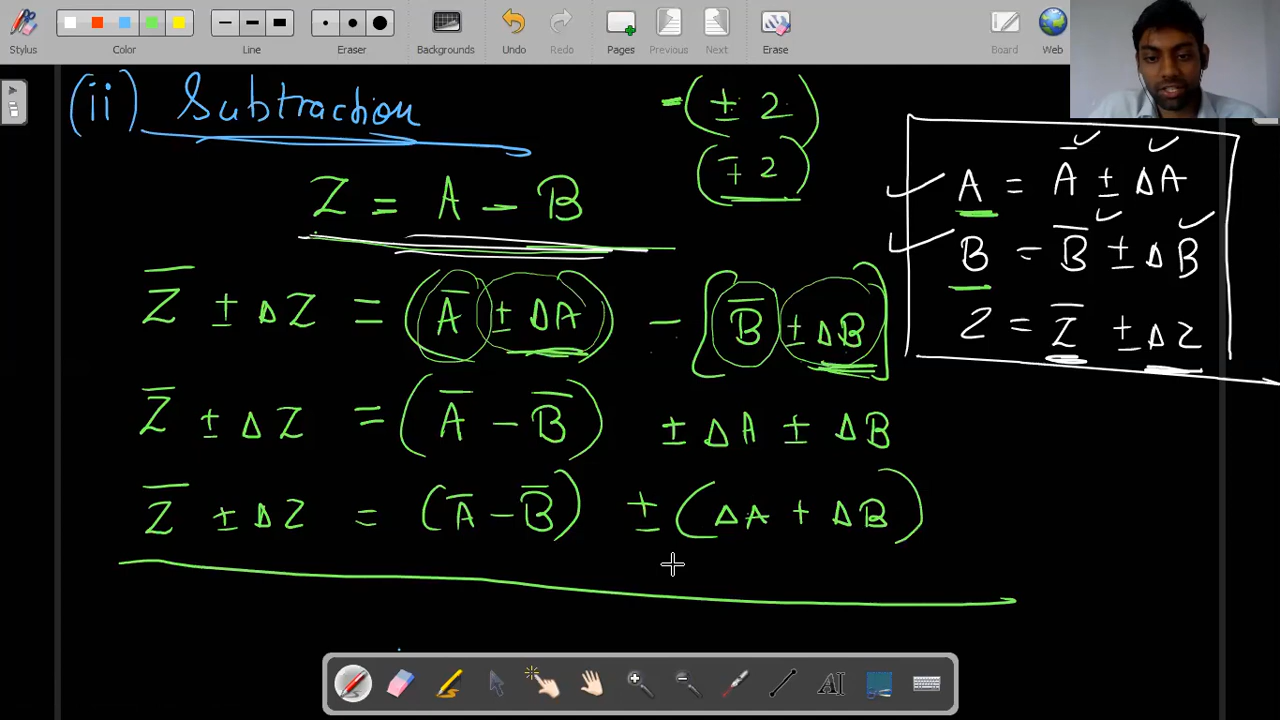 Stylus Color Line Eraser Backgrounds Undo Redo Pages Previous Next Erase Board Web
(ii) Subtraction
-(± 2)
(∓ 2)
Z = A - B
A = A̅ ± ΔA
B = B̅ ± ΔB
Z = Z̅ ± ΔZ
Z̅ ± ΔZ = (A̅ ± ΔA) - [B̅ ± ΔB]
Z̅ ± ΔZ = (A̅ - B̅) ± ΔA ± ΔB
Z̅ ± ΔZ = (A̅ - B̅) ± (ΔA + ΔB)